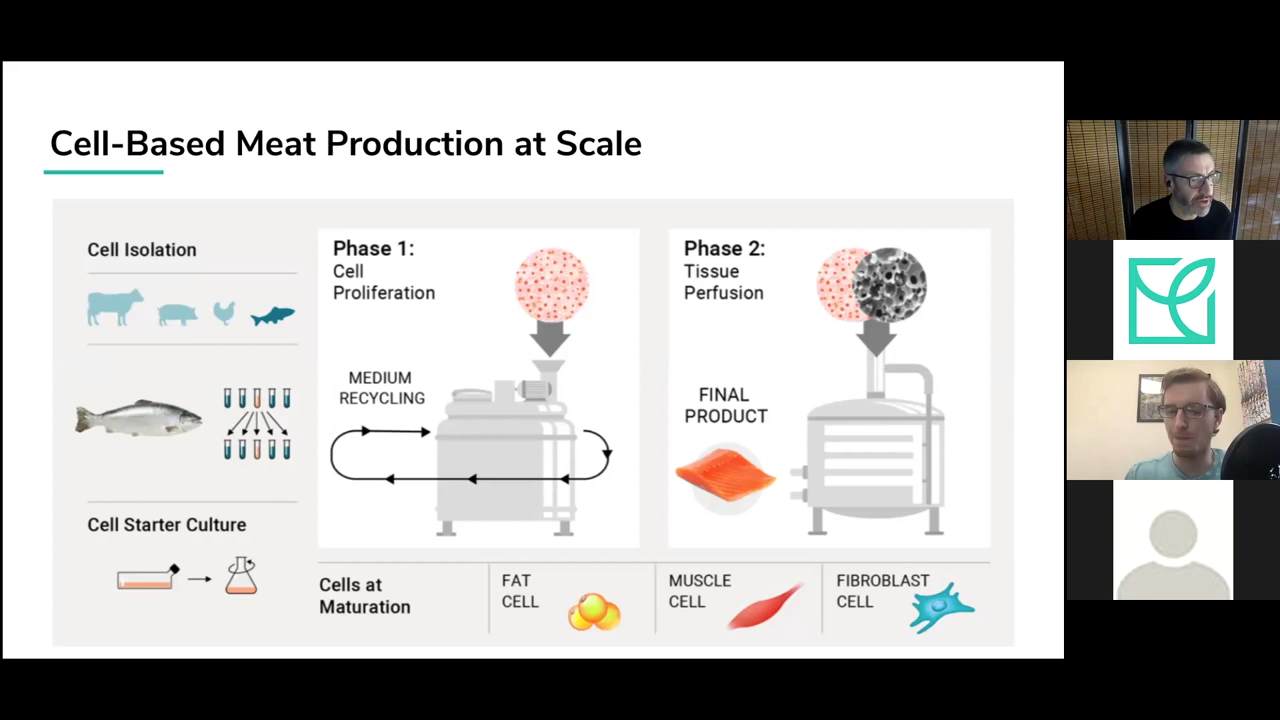 Cell-Based Meat Production at Scale
Cell Isolation
Cell Starter Culture
Phase 1:
Cell
Proliferation
MEDIUM
RECYCLING
Phase 2:
Tissue
Perfusion
FINAL
PRODUCT
Cells at
Maturation
FAT
CELL
MUSCLE
CELL
FIBROBLAST
CELL